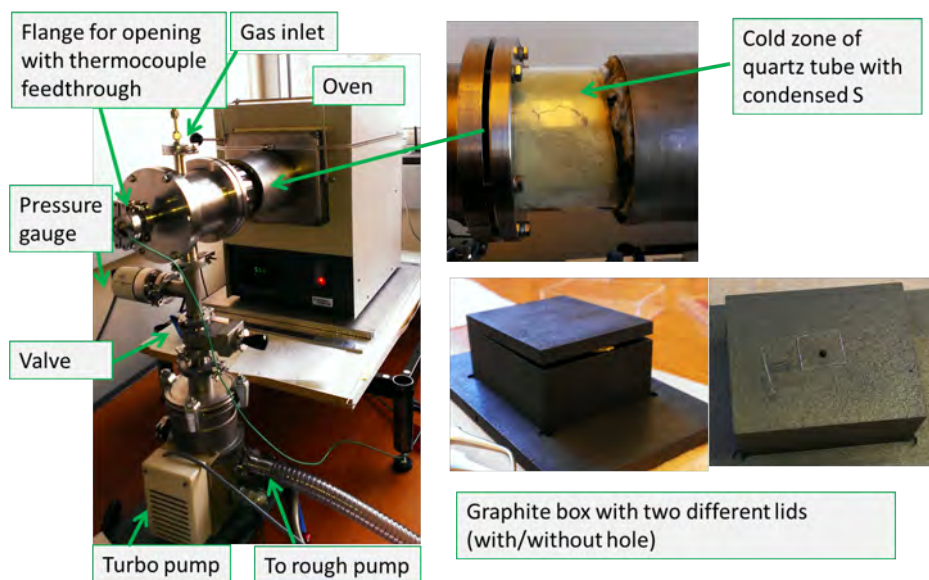 Flange for opening
with thermocouple
feedthrough
Gas inlet
Oven
Cold zone of
quartz tube with
condensed S
Pressure
gauge
Valve
Turbo pump
To rough pump
Graphite box with two different lids
(with/without hole)